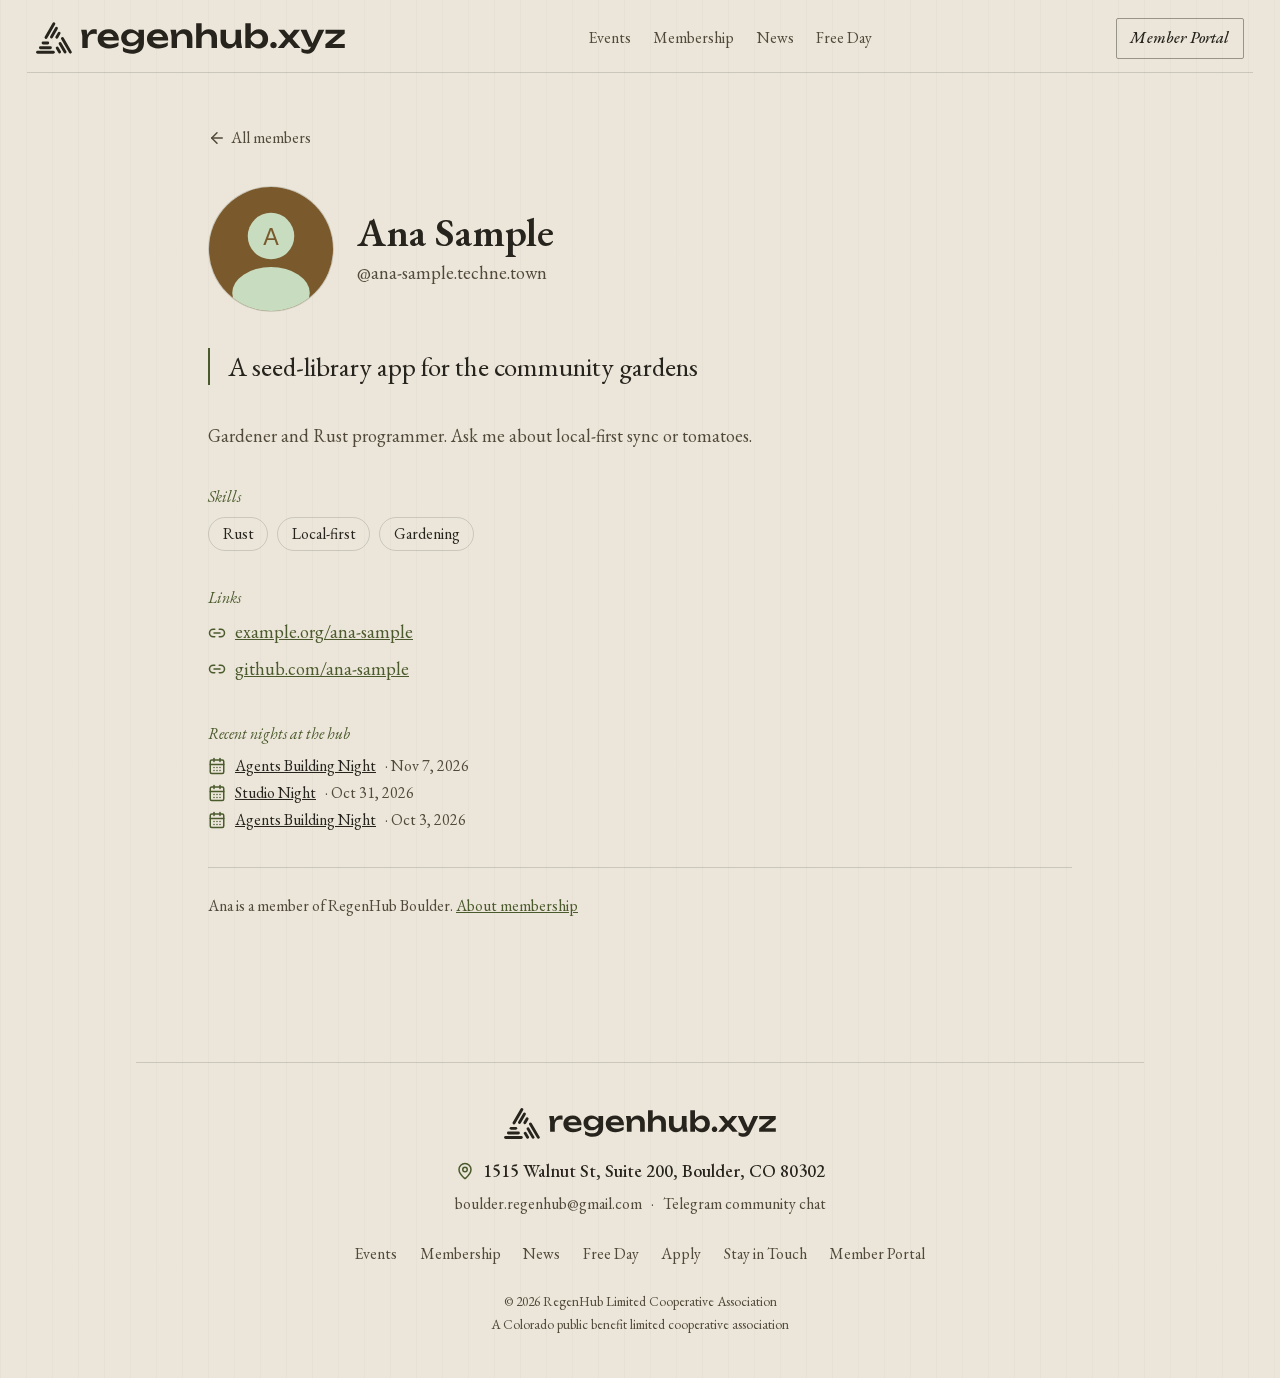 regenhub.xyz
Events Membership News Free Day
Member Portal
All members
A
Ana Sample
@ana-sample.techne.town
A seed-library app for the community gardens
Gardener and Rust programmer. Ask me about local-first sync or tomatoes.
Skills
Rust Local-first Gardening
Links
example.org/ana-sample
github.com/ana-sample
Recent nights at the hub
Agents Building Night · Nov 7, 2026
Studio Night · Oct 31, 2026
Agents Building Night · Oct 3, 2026
Ana is a member of RegenHub Boulder. About membership
regenhub.xyz
1515 Walnut St, Suite 200, Boulder, CO 80302
boulder.regenhub@gmail.com · Telegram community chat
Events Membership News Free Day Apply Stay in Touch Member Portal
© 2026 RegenHub Limited Cooperative Association
A Colorado public benefit limited cooperative association